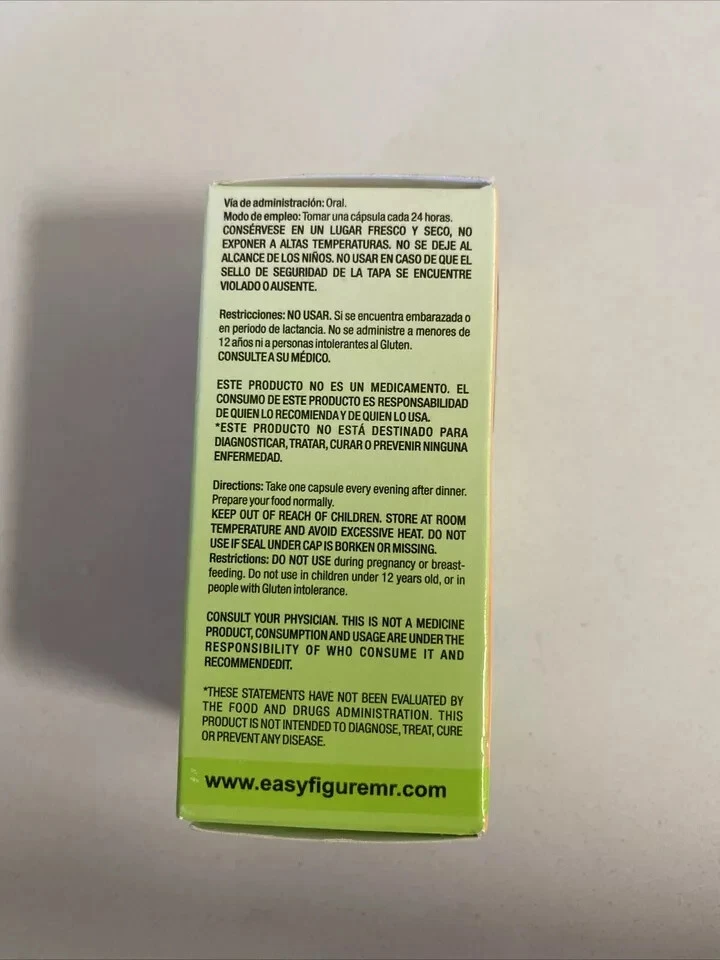 Vía de administración: Oral.
Modo de empleo: Tomar una cápsula cada 24 horas.
CONSÉRVESE EN UN LUGAR FRESCO Y SECO, NO
EXPONER A ALTAS TEMPERATURAS. NO SE DEJE AL
ALCANCE DE LOS NIÑOS. NO USAR EN CASO DE QUE EL
SELLO DE SEGURIDAD DE LA TAPA SE ENCUENTRE
VIOLADO O AUSENTE.
Restricciones: NO USAR. Si se encuentra embarazada o
en periodo de lactancia. No se administre a menores de
12 años ni a personas intolerantes al Gluten.
CONSULTE A SU MÉDICO.
ESTE PRODUCTO NO ES UN MEDICAMENTO. EL
CONSUMO DE ESTE PRODUCTO ES RESPONSABILIDAD
DE QUIEN LO RECOMIENDA Y DE QUIEN LO USA.
*ESTE PRODUCTO NO ESTÁ DESTINADO PARA
DIAGNOSTICAR, TRATAR, CURAR O PREVENIR NINGUNA
ENFERMEDAD.
Directions: Take one capsule every evening after dinner.
Prepare your food normally.
KEEP OUT OF REACH OF CHILDREN. STORE AT ROOM
TEMPERATURE AND AVOID EXCESSIVE HEAT. DO NOT
USE IF SEAL UNDER CAP IS BORKEN OR MISSING.
Restrictions: DO NOT USE during pregnancy or breast-
feeding. Do not use in children under 12 years old, or in
people with Gluten intolerance.
CONSULT YOUR PHYSICIAN. THIS IS NOT A MEDICINE
PRODUCT, CONSUMPTION AND USAGE ARE UNDER THE
RESPONSIBILITY OF WHO CONSUME IT AND
RECOMMENDEDIT.
*THESE STATEMENTS HAVE NOT BEEN EVALUATED BY
THE FOOD AND DRUGS ADMINISTRATION. THIS
PRODUCT IS NOT INTENDED TO DIAGNOSE, TREAT, CURE
OR PREVENT ANY DISEASE.
www.easyfiguremr.com